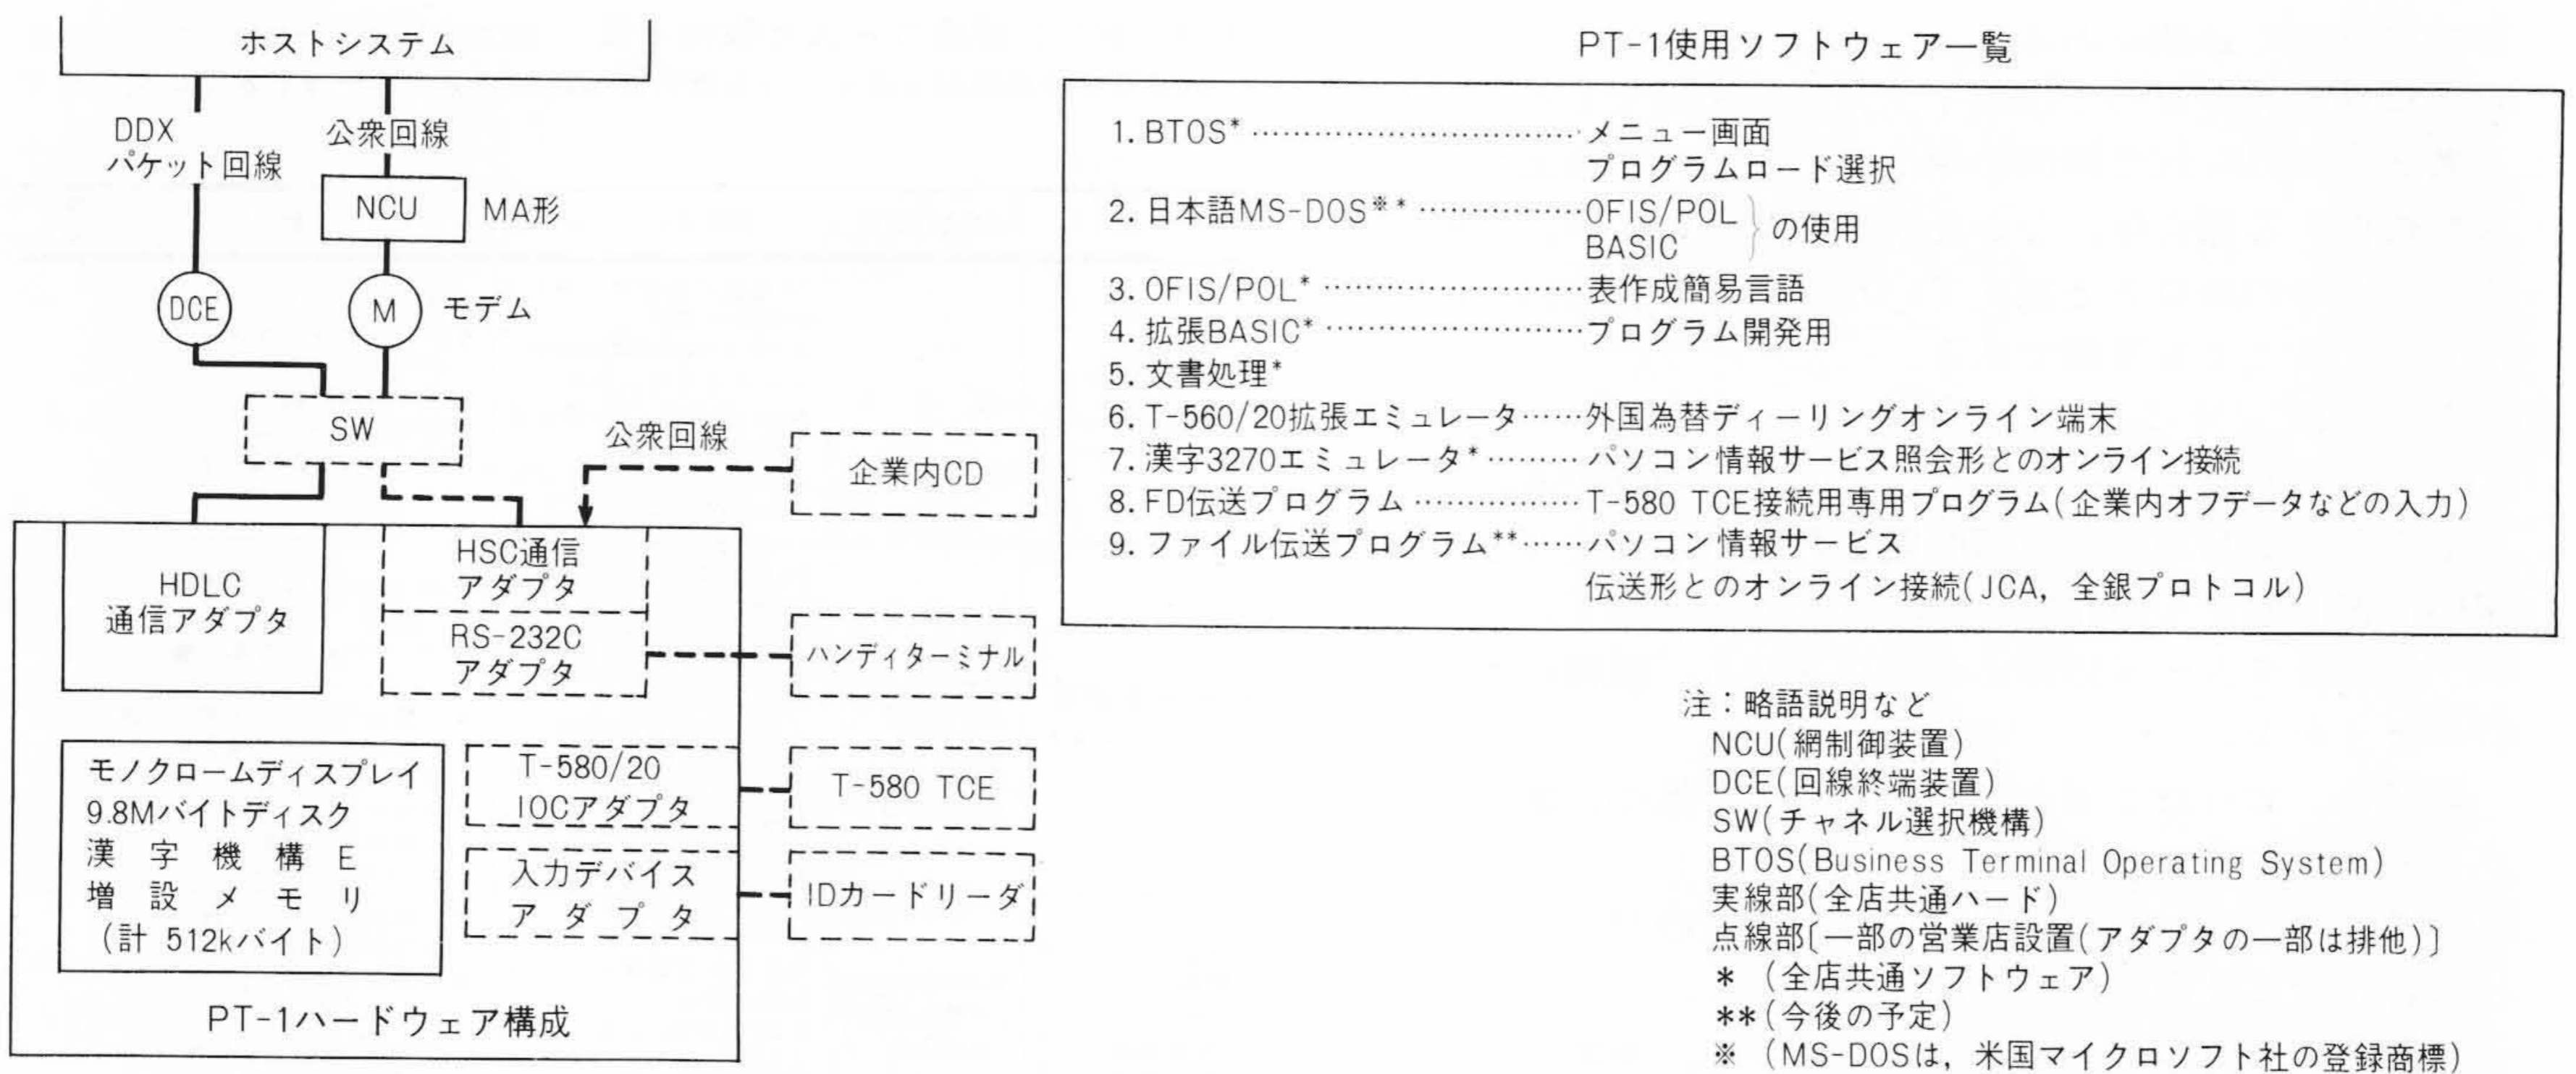 ホストシステム
DDX
パケット回線
公衆回線
NCU
MA形
DCE
M
モデム
SW
公衆回線
企業内CD
HDLC
通信アダプタ
HSC通信
アダプタ
RS-232C
アダプタ
ハンディターミナル
モノクロームディスプレイ
9.8Mバイトディスク
漢字機構E
増設メモリ
(計 512kバイト)
T-580/20
IOCアダプタ
T-580 TCE
入力デバイス
アダプタ
IDカードリーダ
PT-1ハードウェア構成
PT-1使用ソフトウェア一覧
1. BTOS* ……………………………メニュー画面
プログラムロード選択
2. 日本語MS-DOS※* ……………OFIS/POL
BASIC } の使用
3. OFIS/POL* ……………………表作成簡易言語
4. 拡張BASIC* ……………………プログラム開発用
5. 文書処理*
6. T-560/20拡張エミュレータ……外国為替ディーリングオンライン端末
7. 漢字3270エミュレータ* ………パソコン情報サービス照会形とのオンライン接続
8. FD伝送プログラム ……………T-580 TCE接続用専用プログラム(企業内オフデータなどの入力)
9. ファイル伝送プログラム**……パソコン情報サービス
伝送形とのオンライン接続(JCA, 全銀プロトコル)
注：略語説明など
NCU(網制御装置)
DCE(回線終端装置)
SW(チャネル選択機構)
BTOS(Business Terminal Operating System)
実線部(全店共通ハード)
点線部〔一部の営業店設置(アダプタの一部は排他)〕
* (全店共通ソフトウェア)
**(今後の予定)
※ (MS-DOSは, 米国マイクロソフト社の登録商標)